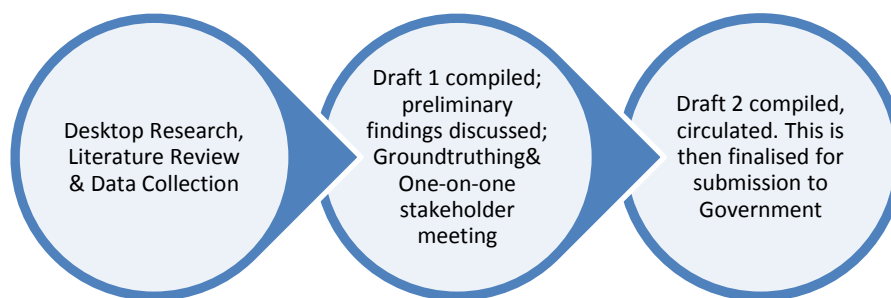 Desktop Research,
Literature Review
& Data Collection
Draft 1 compiled;
preliminary
findings discussed;
Groundtruthing&
One-on-one
stakeholder
meeting
Draft 2 compiled,
circulated. This is
then finalised for
submission to
Government